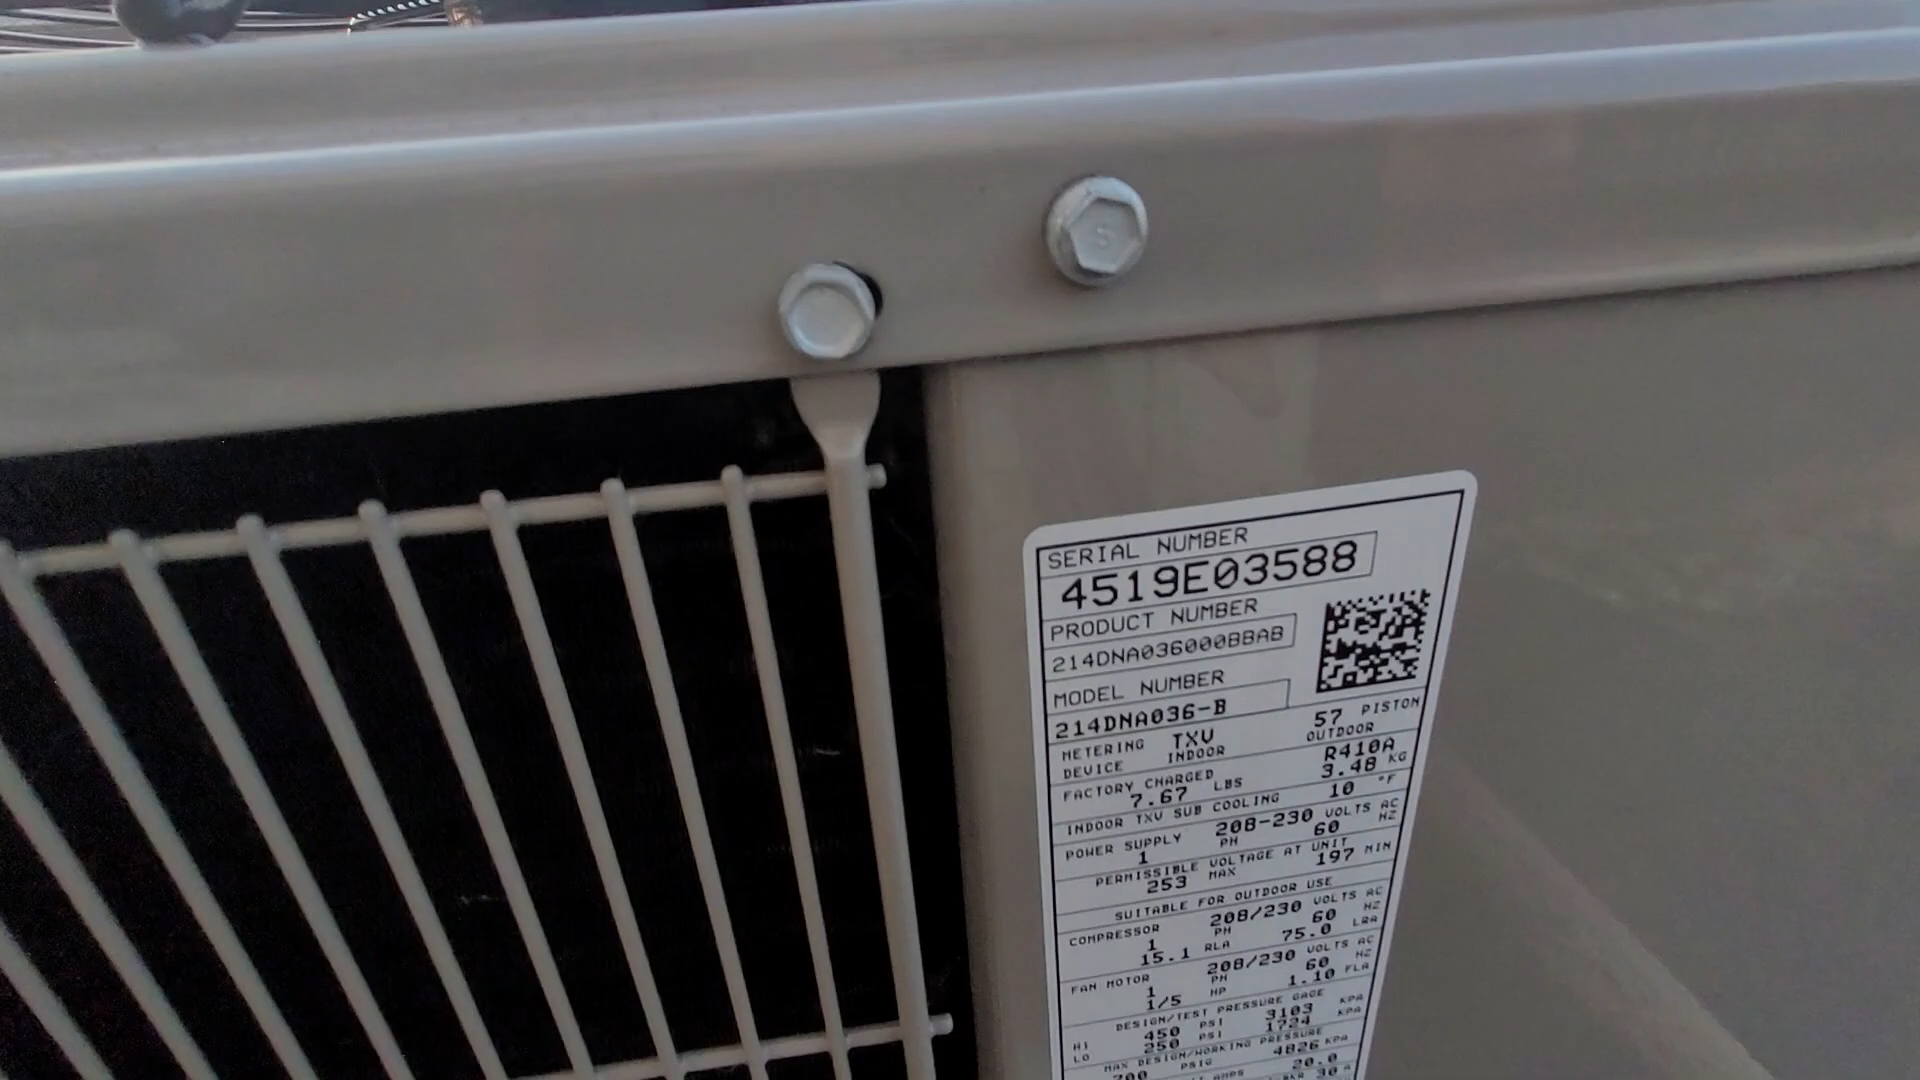 SERIAL NUMBER
4519E03588
PRODUCT NUMBER
214DNA036000BBAB
MODEL NUMBER
214DNA036-B
METERING DEVICE TXV INDOOR 57 PISTON OUTDOOR
FACTORY CHARGED R410A
7.67 LBS 3.48 KG
INDOOR TXV SUB COOLING 10 °F
POWER SUPPLY 208-230 VOLTS AC
1 PH 60 HZ
PERMISSIBLE VOLTAGE AT UNIT
253 MAX 197 MIN
SUITABLE FOR OUTDOOR USE
COMPRESSOR 208/230 VOLTS AC
1 PH 60 HZ
15.1 RLA 75.0 LRA
FAN MOTOR 208/230 VOLTS AC
1 PH 60 HZ
1/5 HP 1.10 FLA
DESIGN/TEST PRESSURE GAGE
HI 450 PSI 3103 KPA
LO 250 PSI 1724 KPA
MAX DESIGN/WORKING PRESSURE
700 PSIG 4826 KPA
AMPS 20.0
30 A